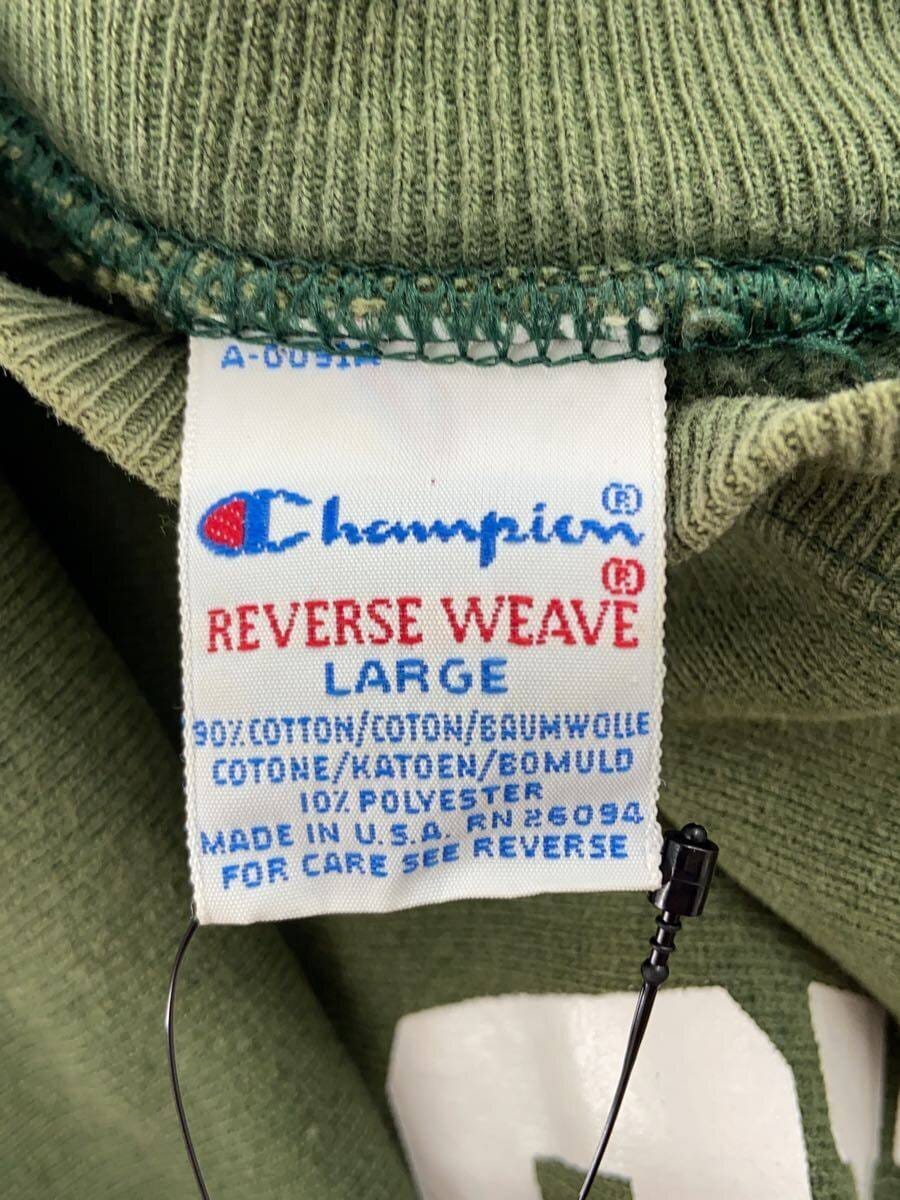 A-0091A
Champion®
®
REVERSE WEAVE
LARGE
90% COTTON/COTON/BAUMWOLLE
COTONE/KATOEN/BOMULD
10% POLYESTER
MADE IN U.S.A. RN 26094
FOR CARE SEE REVERSE